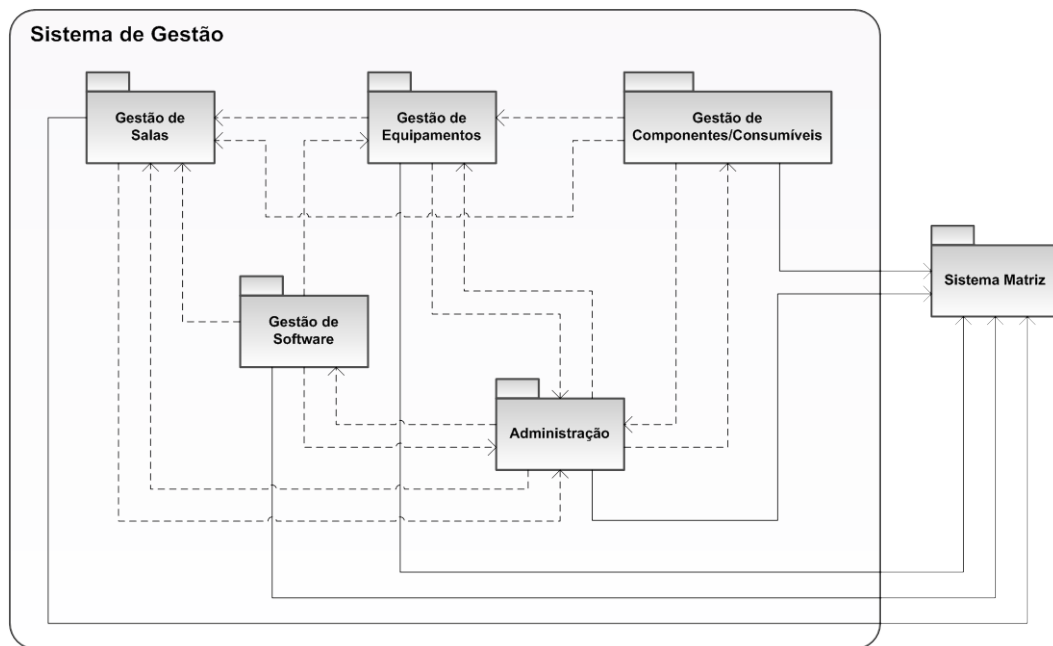 Sistema de Gestão
Gestão de
Salas
Gestão de
Equipamentos
Gestão de
Componentes/Consumíveis
Sistema Matriz
Gestão de
Software
Administração